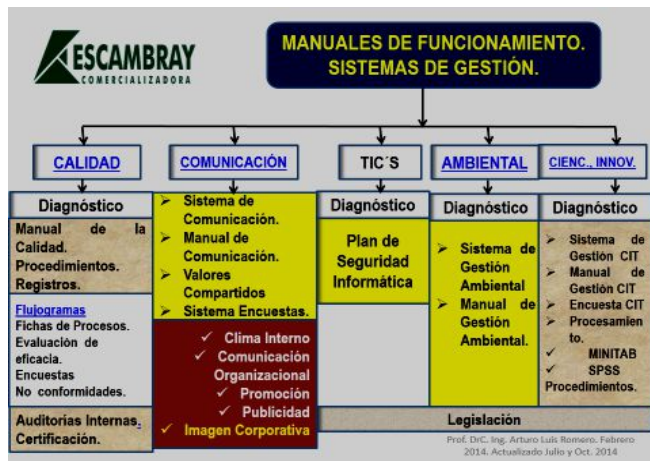 ESCAMBRAY
COMERCIALIZADORA
MANUALES DE FUNCIONAMIENTO.
SISTEMAS DE GESTIÓN.
CALIDAD
COMUNICACIÓN
TIC´S
AMBIENTAL
CIENC., INNOV.
Diagnóstico
Manual de la
Calidad.
Procedimientos.
Registros.
Flujogramas
Fichas de Procesos.
Evaluación de
eficacia.
Encuestas
No conformidades.
Auditorías Internas.
Certificación.
➢ Sistema de
Comunicación.
➢ Manual de
Comunicación.
➢ Valores
Compartidos
➢ Sistema Encuestas.
✓ Clima Interno
✓ Comunicación
Organizacional
✓ Promoción
✓ Publicidad
✓ Imagen Corporativa
Diagnóstico
Plan de
Seguridad
Informática
Diagnóstico
➢ Sistema de
Gestión
Ambiental
➢ Manual de
Gestión
Ambiental.
Diagnóstico
➢ Sistema de
Gestión CIT
➢ Manual de
Gestión CIT
➢ Encuesta CIT
➢ Procesamien
to.
✓ MINITAB
✓ SPSS
Procedimientos.
Legislación
Prof. DrC. Ing. Arturo Luis Romero. Febrero
2014. Actualizado Julio y Oct. 2014